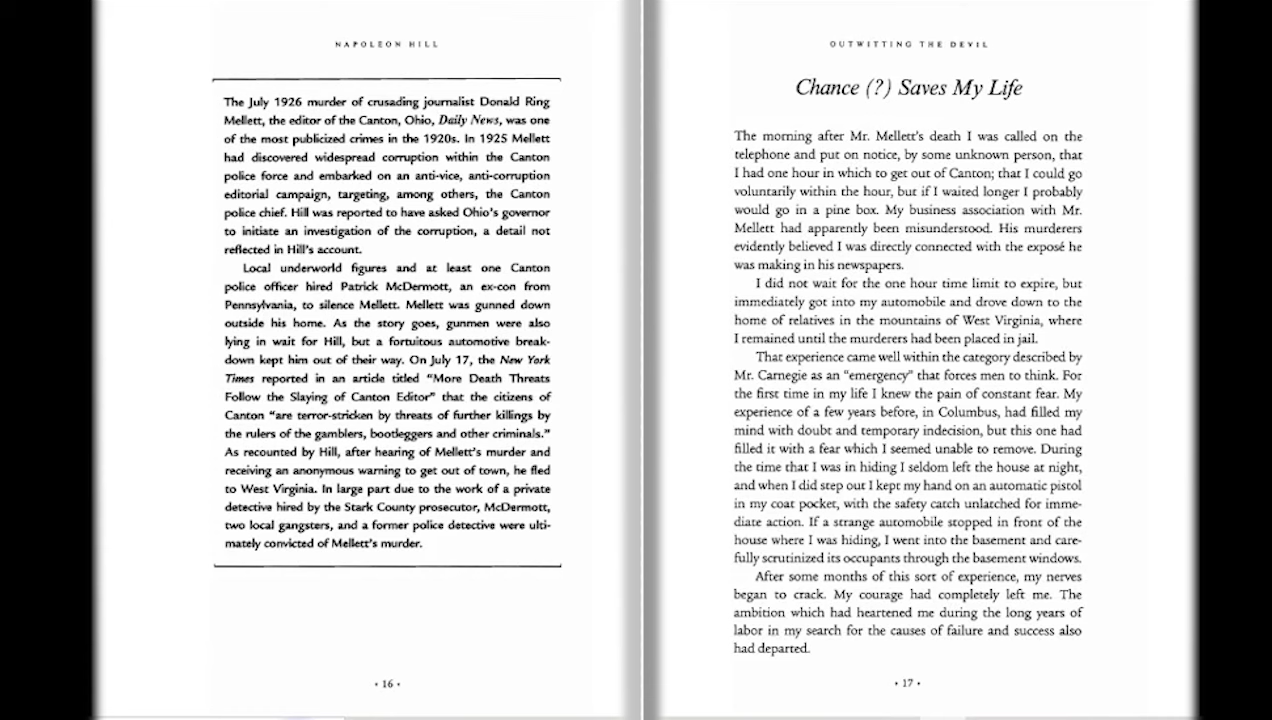 NAPOLEON HILL
The July 1926 murder of crusading journalist Donald Ring
Mellett, the editor of the Canton, Ohio, Daily News, was one
of the most publicized crimes in the 1920s. In 1925 Mellett
had discovered widespread corruption within the Canton
police force and embarked on an anti-vice, anti-corruption
editorial campaign, targeting, among others, the Canton
police chief. Hill was reported to have asked Ohio's governor
to initiate an investigation of the corruption, a detail not
reflected in Hill's account.
Local underworld figures and at least one Canton
police officer hired Patrick McDermott, an ex-con from
Pennsylvania, to silence Mellett. Mellett was gunned down
outside his home. As the story goes, gunmen were also
lying in wait for Hill, but a fortuitous automotive break-
down kept him out of their way. On July 17, the New York
Times reported in an article titled "More Death Threats
Follow the Slaying of Canton Editor" that the citizens of
Canton "are terror-stricken by threats of further killings by
the rulers of the gamblers, bootleggers and other criminals."
As recounted by Hill, after hearing of Mellett's murder and
receiving an anonymous warning to get out of town, he fled
to West Virginia. In large part due to the work of a private
detective hired by the Stark County prosecutor, McDermott,
two local gangsters, and a former police detective were ulti-
mately convicted of Mellett's murder.
• 16 •
OUTWITTING THE DEVIL
Chance (?) Saves My Life
The morning after Mr. Mellett's death I was called on the
telephone and put on notice, by some unknown person, that
I had one hour in which to get out of Canton; that I could go
voluntarily within the hour, but if I waited longer I probably
would go in a pine box. My business association with Mr.
Mellett had apparently been misunderstood. His murderers
evidently believed I was directly connected with the exposé he
was making in his newspapers.
I did not wait for the one hour time limit to expire, but
immediately got into my automobile and drove down to the
home of relatives in the mountains of West Virginia, where
I remained until the murderers had been placed in jail.
That experience came well within the category described by
Mr. Carnegie as an "emergency" that forces men to think. For
the first time in my life I knew the pain of constant fear. My
experience of a few years before, in Columbus, had filled my
mind with doubt and temporary indecision, but this one had
filled it with a fear which I seemed unable to remove. During
the time that I was in hiding I seldom left the house at night,
and when I did step out I kept my hand on an automatic pistol
in my coat pocket, with the safety catch unlatched for imme-
diate action. If a strange automobile stopped in front of the
house where I was hiding, I went into the basement and care-
fully scrutinized its occupants through the basement windows.
After some months of this sort of experience, my nerves
began to crack. My courage had completely left me. The
ambition which had heartened me during the long years of
labor in my search for the causes of failure and success also
had departed.
• 17 •